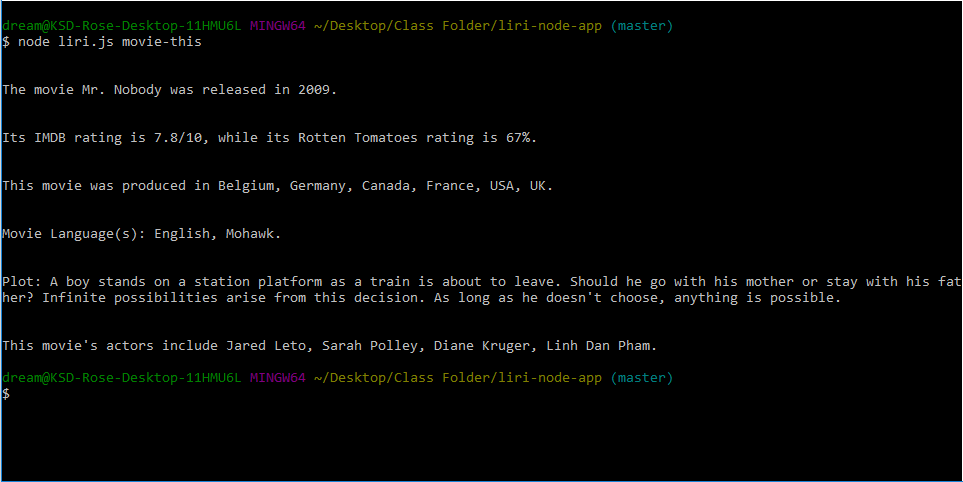 dream@KSD-Rose-Desktop-11HMU6L MINGW64 ~/Desktop/Class Folder/liri-node-app (master)
$ node liri.js movie-this
The movie Mr. Nobody was released in 2009.
Its IMDB rating is 7.8/10, while its Rotten Tomatoes rating is 67%.
This movie was produced in Belgium, Germany, Canada, France, USA, UK.
Movie Language(s): English, Mohawk.
Plot: A boy stands on a station platform as a train is about to leave. Should he go with his mother or stay with his fat
her? Infinite possibilities arise from this decision. As long as he doesn't choose, anything is possible.
This movie's actors include Jared Leto, Sarah Polley, Diane Kruger, Linh Dan Pham.
dream@KSD-Rose-Desktop-11HMU6L MINGW64 ~/Desktop/Class Folder/liri-node-app (master)
$